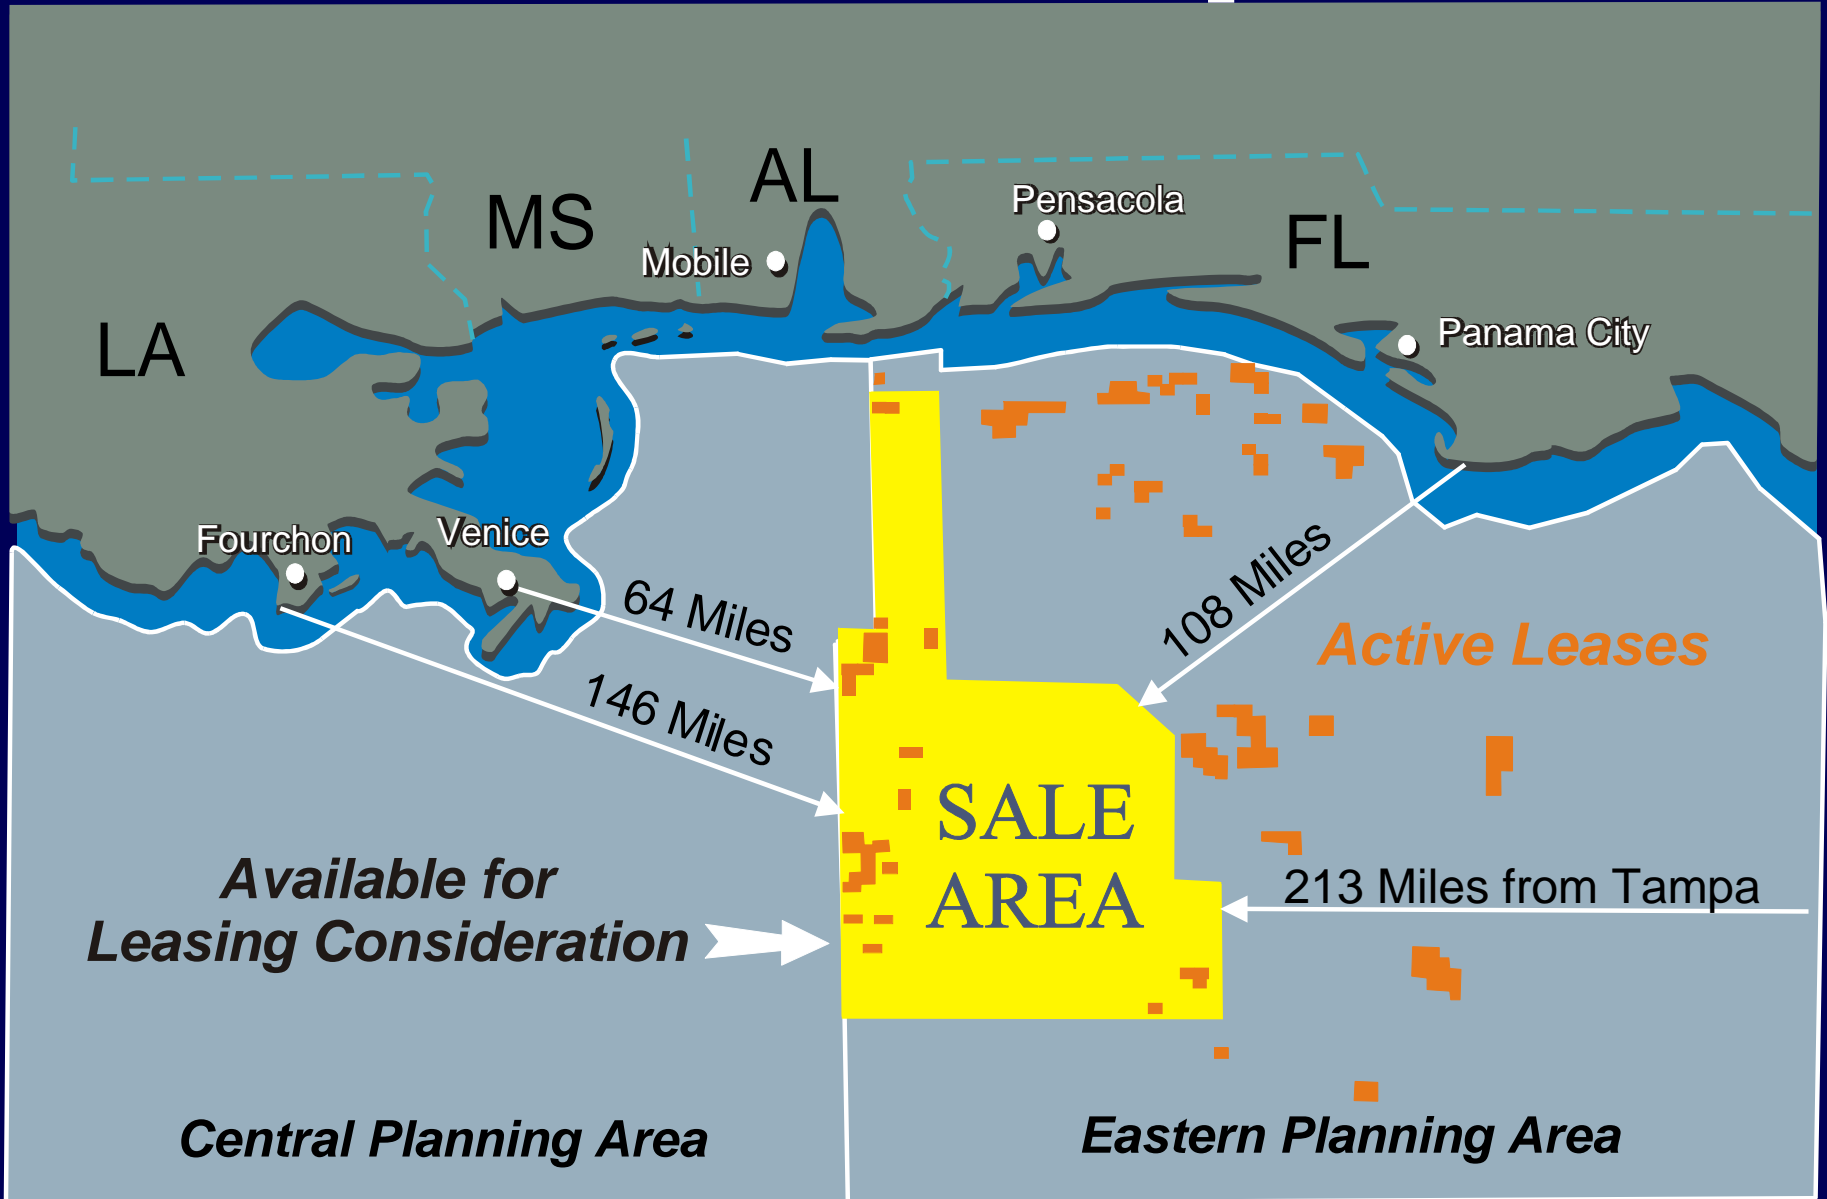 AL
MS
Pensacola
FL
Mobile
LA
Panama City
Fourchon
Venice
64 Miles
108 Miles
Active Leases
146 Miles
SALE
AREA
Available for
Leasing Consideration
213 Miles from Tampa
Central Planning Area
Eastern Planning Area